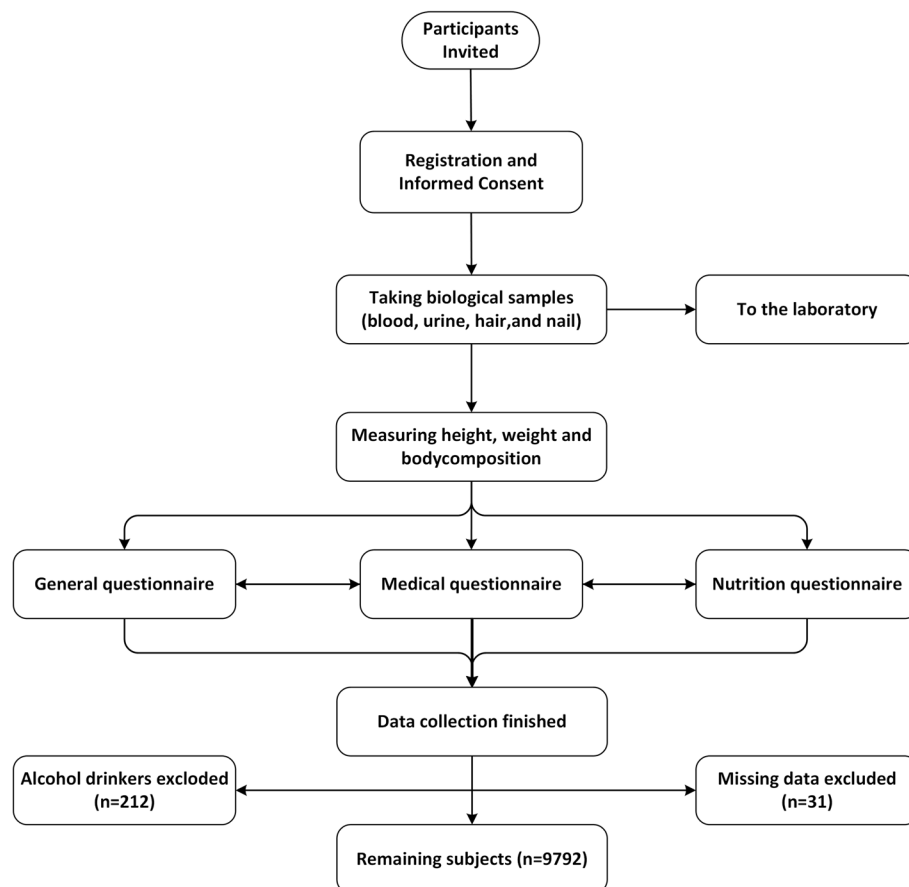 Participants
Invited
Registration and
Informed Consent
Taking biological samples
(blood, urine, hair,and nail)
To the laboratory
Measuring height, weight and
bodycomposition
General questionnaire
Medical questionnaire
Nutrition questionnaire
Data collection finished
Alcohol drinkers excloded
(n=212)
Missing data excluded
(n=31)
Remaining subjects (n=9792)